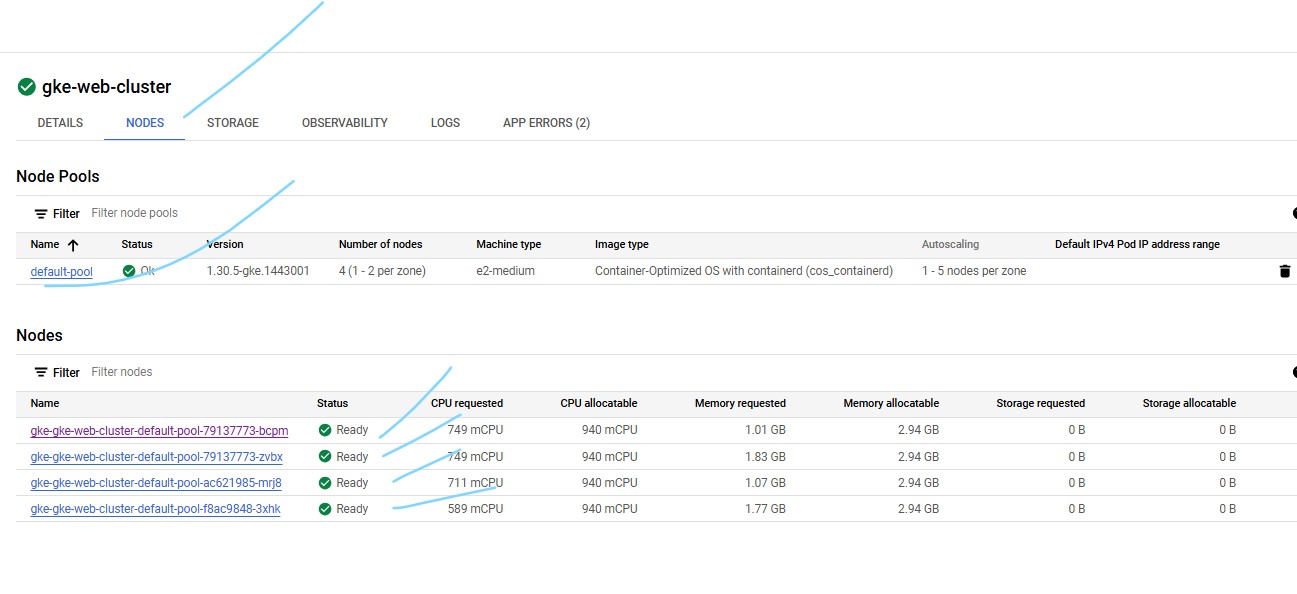 gke-web-cluster
DETAILS NODES STORAGE OBSERVABILITY LOGS APP ERRORS (2)
Node Pools
Filter Filter node pools
Name Status Version Number of nodes Machine type Image type Autoscaling Default IPv4 Pod IP address range
default-pool Ok 1.30.5-gke.1443001 4 (1 - 2 per zone) e2-medium Container-Optimized OS with containerd (cos_containerd) 1 - 5 nodes per zone
Nodes
Filter Filter nodes
Name Status CPU requested CPU allocatable Memory requested Memory allocatable Storage requested Storage allocatable
gke-gke-web-cluster-default-pool-79137773-bcpm Ready 749 mCPU 940 mCPU 1.01 GB 2.94 GB 0 B 0 B
gke-gke-web-cluster-default-pool-79137773-zvbx Ready 749 mCPU 940 mCPU 1.83 GB 2.94 GB 0 B 0 B
gke-gke-web-cluster-default-pool-ac621985-mrj8 Ready 711 mCPU 940 mCPU 1.07 GB 2.94 GB 0 B 0 B
gke-gke-web-cluster-default-pool-f8ac9848-3xhk Ready 589 mCPU 940 mCPU 1.77 GB 2.94 GB 0 B 0 B